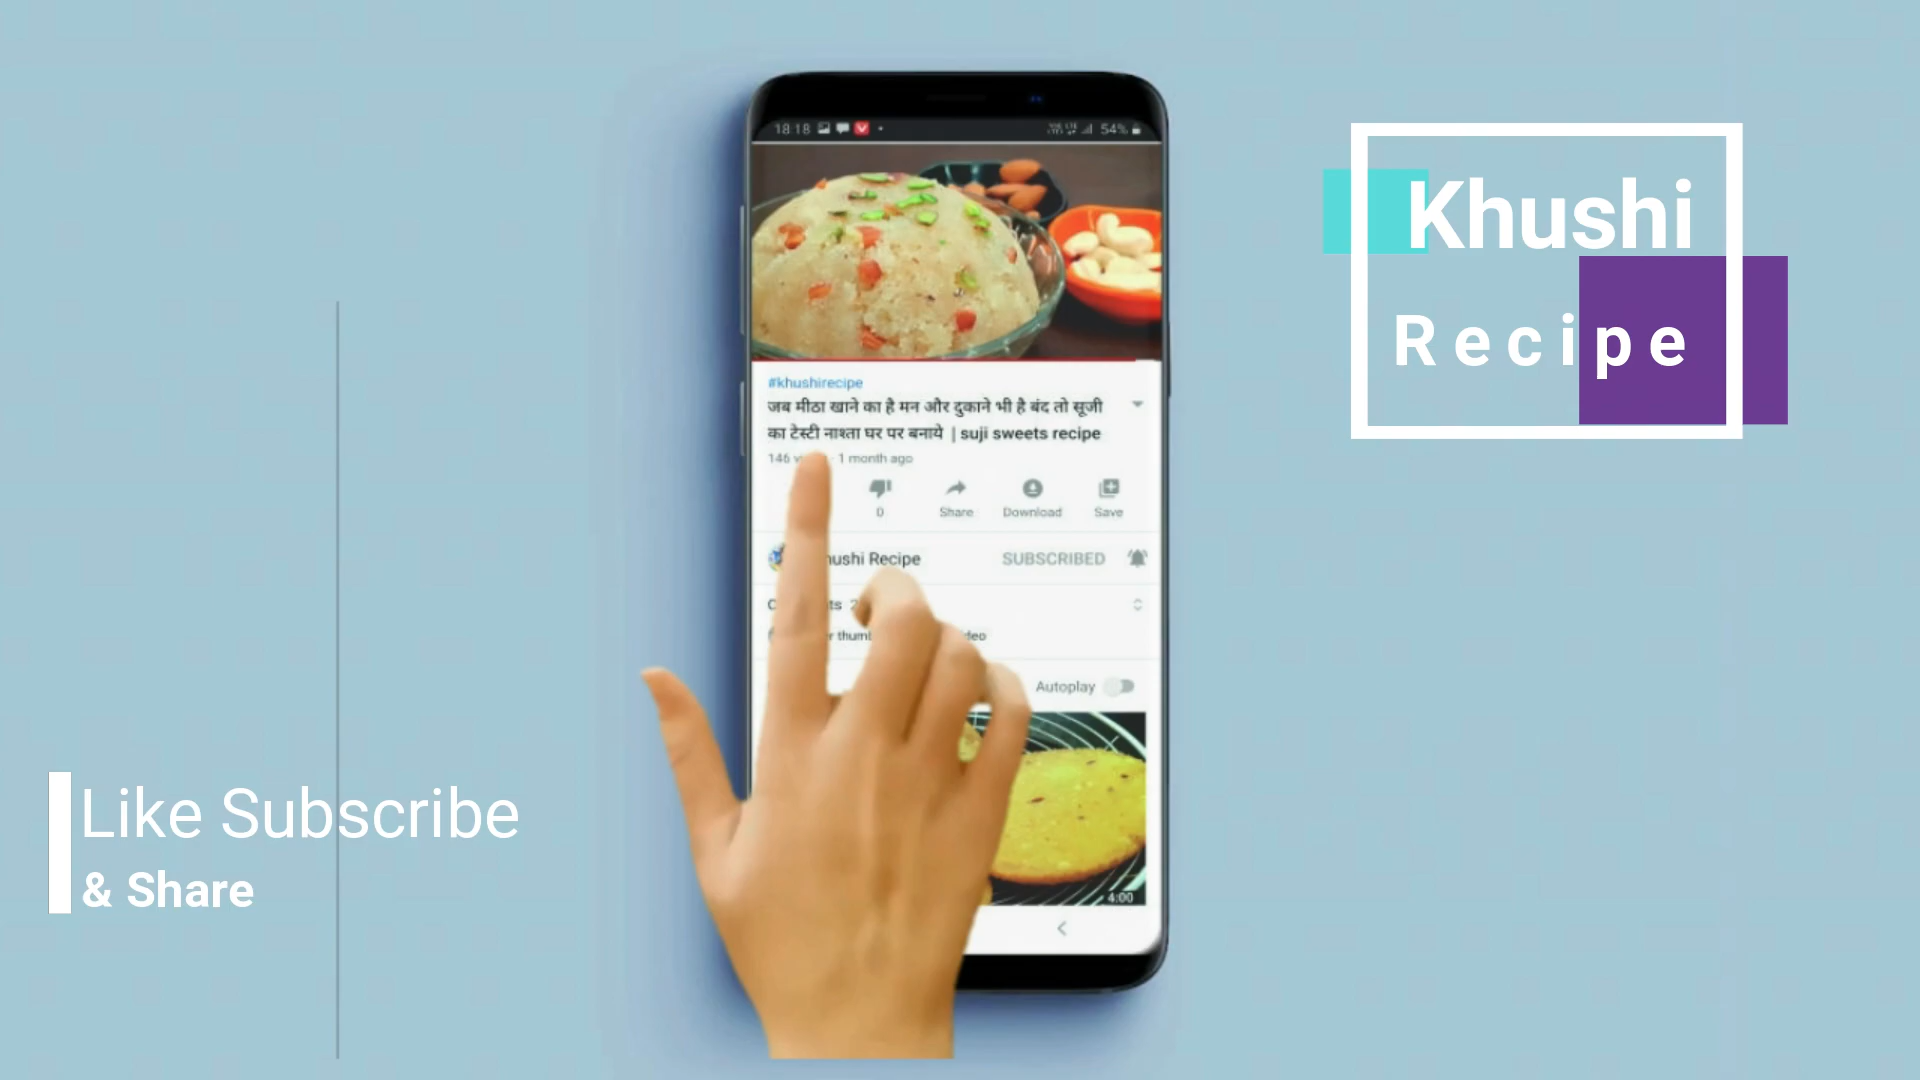 18:18
54%
#khushirecipe
जब मीठा खाने का है मन और दुकाने भी है बंद तो सूजी
का टेस्टी नाश्ता घर पर बनाये | suji sweets recipe
146 1 month ago
0 Share Download Save
Recipe SUBSCRIBED
Autoplay
4:00
Khushi
Recipe
Like Subscribe
& Share